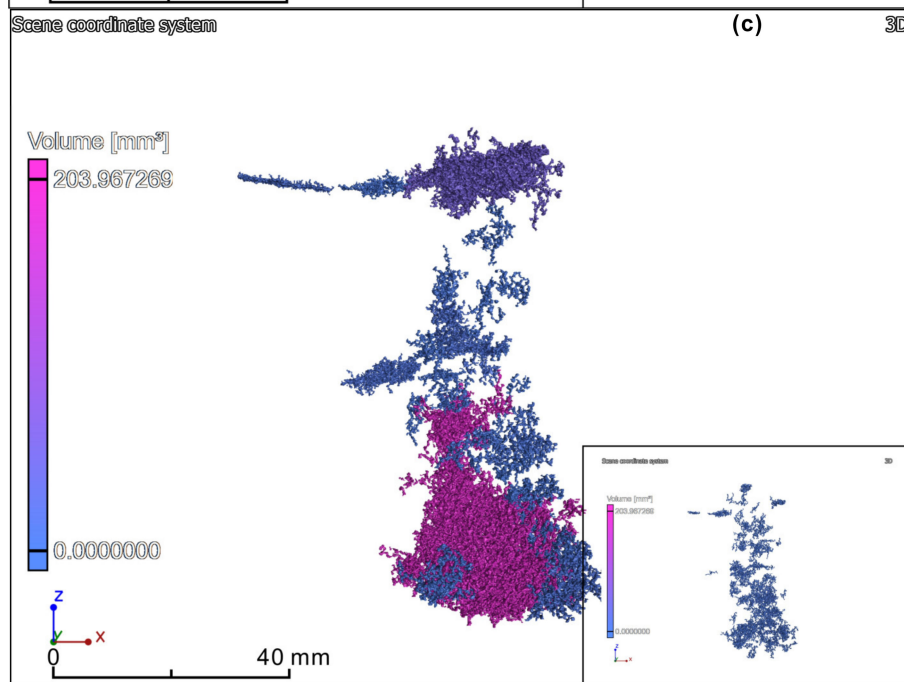 Scene coordinate system
(c)
3D
Volume [mm³]
203.967269
0.0000000
z
Y
x
0
40 mm
Scene coordinate system
3D
Volume [mm³]
203.967269
0.0000000
z
x